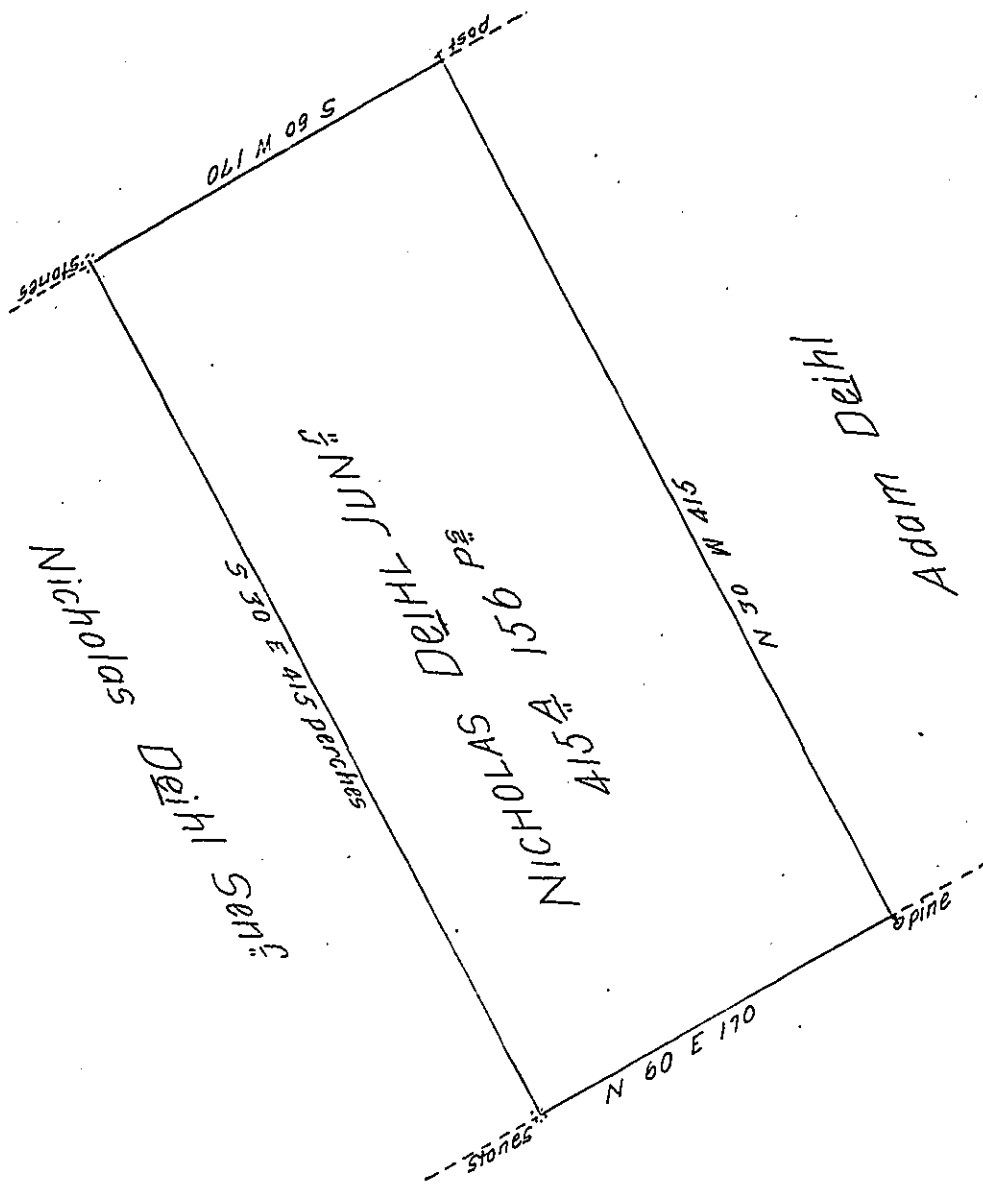 post
S 60 W 170
stones
Nicholas Deihl Senr
S 30 E 415 perches
NICHOLAS DEIHL JUNr
415A 156 Ps
N 30 W 415
Adam Deihl
pine
N 60 E 170
stones